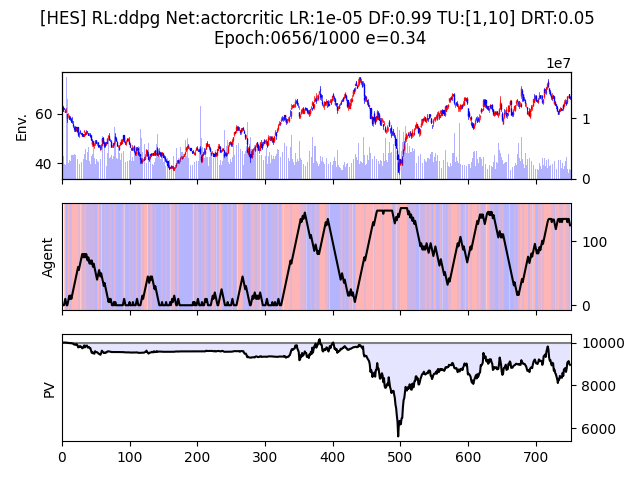 [HES] RL:ddpg Net:actorcritic LR:1e-05 DF:0.99 TU:[1,10] DRT:0.05
Epoch:0656/1000 e=0.34
1e7
Env.
60
40
1
0
Agent
100
0
PV
10000
8000
6000
0 100 200 300 400 500 600 700